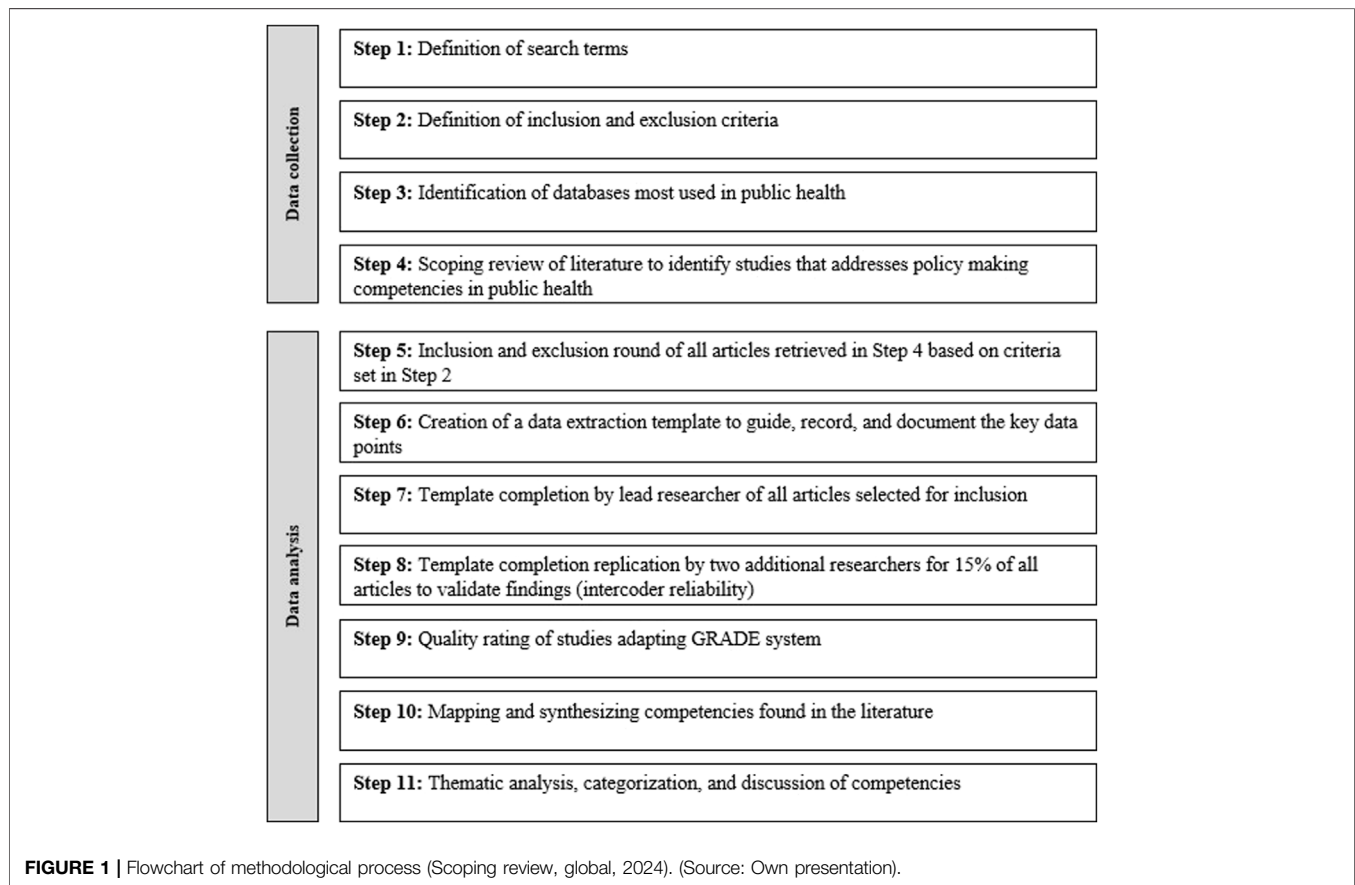 Data collection
Step 1: Definition of search terms
Step 2: Definition of inclusion and exclusion criteria
Step 3: Identification of databases most used in public health
Step 4: Scoping review of literature to identify studies that addresses policy making
competencies in public health
Data analysis
Step 5: Inclusion and exclusion round of all articles retrieved in Step 4 based on criteria
set in Step 2
Step 6: Creation of a data extraction template to guide, record, and document the key data
points
Step 7: Template completion by lead researcher of all articles selected for inclusion
Step 8: Template completion replication by two additional researchers for 15% of all
articles to validate findings (intercoder reliability)
Step 9: Quality rating of studies adapting GRADE system
Step 10: Mapping and synthesizing competencies found in the literature
Step 11: Thematic analysis, categorization, and discussion of competencies
FIGURE 1 | Flowchart of methodological process (Scoping review, global, 2024). (Source: Own presentation).